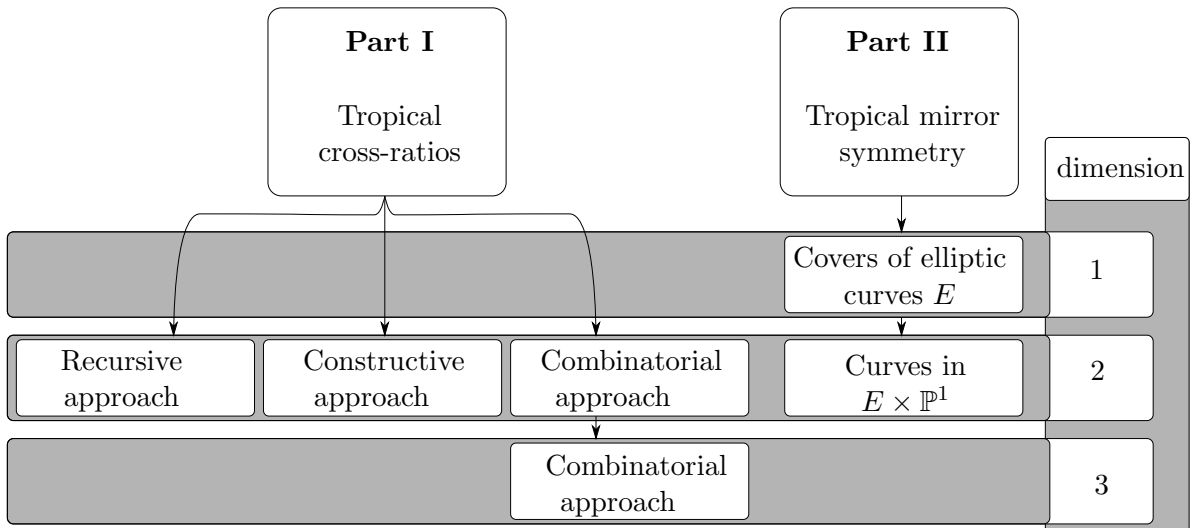 Part I
Tropical
cross-ratios
Part II
Tropical mirror
symmetry
dimension
Covers of elliptic
curves E
1
Recursive
approach
Constructive
approach
Combinatorial
approach
Curves in
E × ℙ¹
2
Combinatorial
approach
3